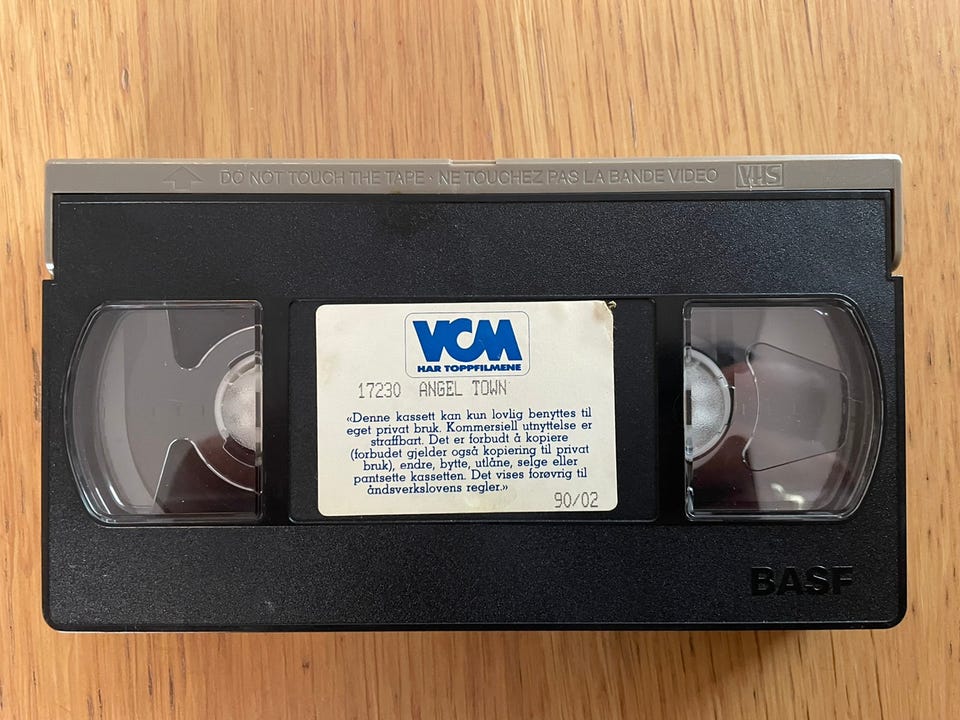 DO NOT TOUCH THE TAPE · NE TOUCHEZ PAS LA BANDE VIDEO VHS
VCM
HAR TOPPFILMENE
17230 ANGEL TOWN
«Denne kassett kan kun lovlig benyttes til
eget privat bruk. Kommersiell utnyttelse er
straffbart. Det er forbudt å kopiere
(forbudet gjelder også kopiering til privat
bruk), endre, bytte, utlåne, selge eller
pantsette kassetten. Det vises forøvrig til
åndsverkslovens regler.»
90/02
BASF